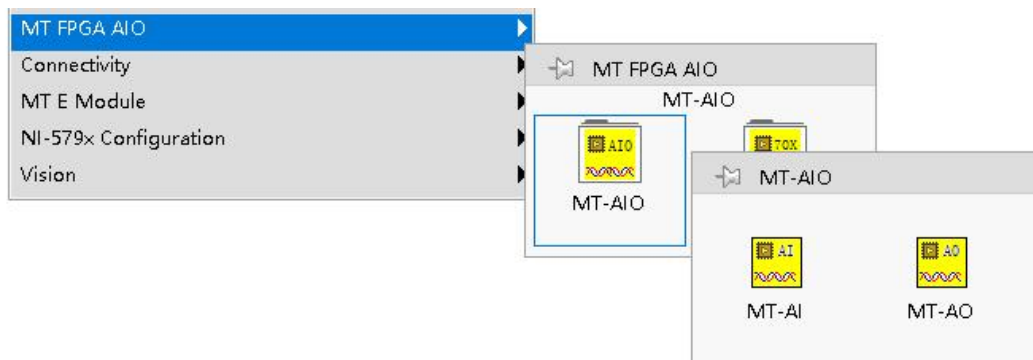 MT FPGA AIO
Connectivity
MT E Module
NI-579x Configuration
Vision
MT FPGA AIO
MT-AIO
AIO
70X
MT-AIO
MT-AIO
AI
AO
MT-AI
MT-AO